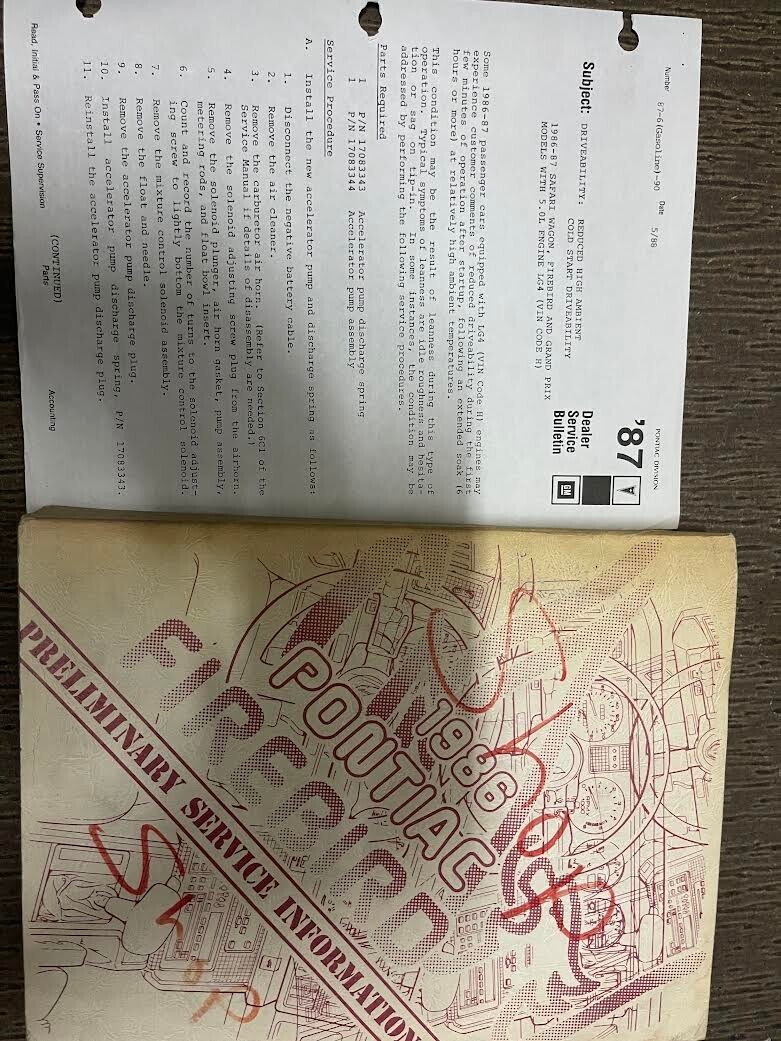 Number 87-6(Gasoline)-90 Date 5/88
PONTIAC DIVISION
'87
Dealer
Service
Bulletin
GM
Subject: DRIVEABILITY: REDUCED HIGH AMBIENT
COLD START DRIVEABILITY
1986-87 SAFARI WAGON, FIREBIRD AND GRAND PRIX
MODELS WITH 5.0L ENGINE LG4 (VIN CODE H)
Some 1986-87 passenger cars equipped with LG4 (VIN Code H) engines may
experience customer comments of reduced driveability during the first
few minutes of operation after startup, following an extended soak (6
hours or more) at relatively high ambient temperatures.
This condition may be the result of leanness during this type of
operation. Typical symptoms of leanness are idle roughness and hesita-
tion or sag on tip-in. In some instances, the condition may be
addressed by performing the following service procedures.
Parts Required
1 P/N 17083343 Accelerator pump discharge spring
1 P/N 17083344 Accelerator pump assembly
Service Procedure
A. Install the new accelerator pump and discharge spring as follows:
1. Disconnect the negative battery cable.
2. Remove the air cleaner.
3. Remove the carburetor air horn. (Refer to Section 6C1 of the
Service Manual if details of disassembly are needed.)
4. Remove the solenoid adjusting screw plug from the airhorn.
5. Remove the solenoid plunger, air horn gasket, pump assembly,
metering rods, and float bowl insert.
6. Count and record the number of turns to the solenoid adjust-
ing screw to lightly bottom the mixture control solenoid.
7. Remove the mixture control solenoid assembly.
8. Remove the float and needle.
9. Remove the accelerator pump discharge plug.
10. Install accelerator pump discharge spring, P/N 17083343.
11. Reinstall the accelerator pump discharge plug.
(CONTINUED)
Read, Initial & Pass On • Service Supervision Parts Accounting
Shop
1986
PONTIAC
FIREBIRD
PRELIMINARY SERVICE INFORMATION
Shop